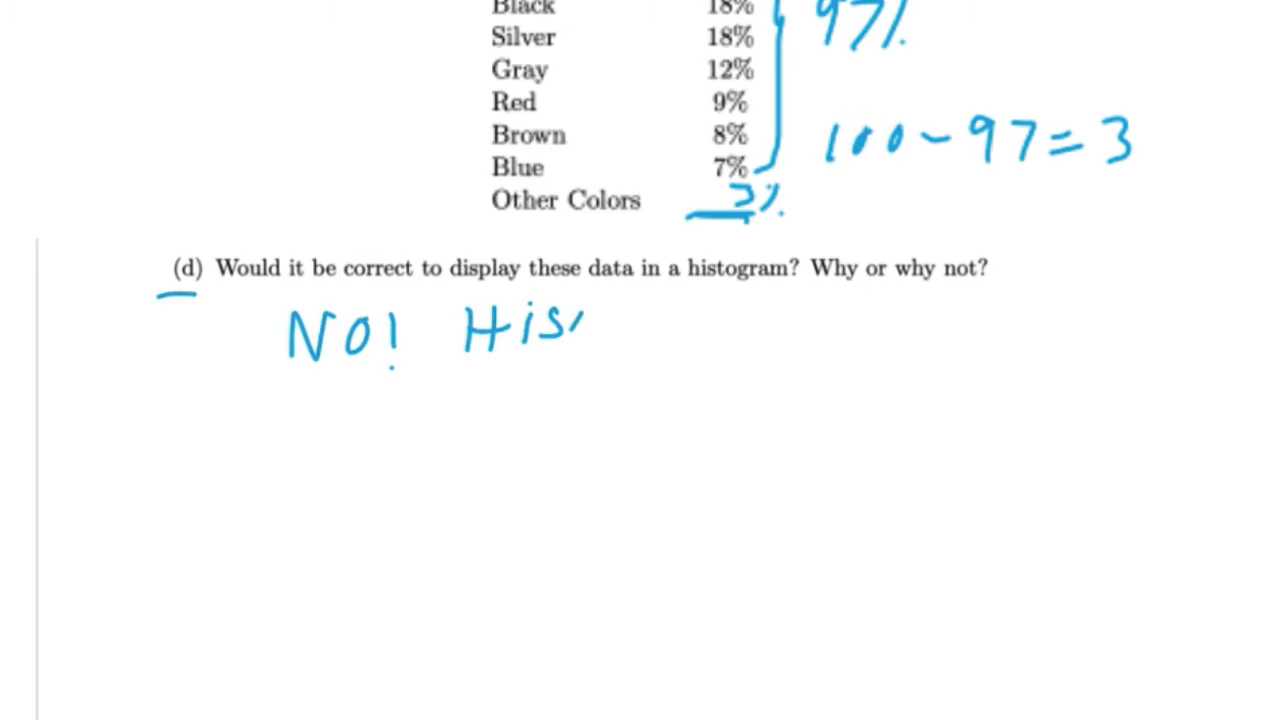 Black 18% 97%
Silver 18%
Gray 12%
Red 9%
Brown 8% 100-97=3
Blue 7%
Other Colors 3%
(d) Would it be correct to display these data in a histogram? Why or why not?
NO! His